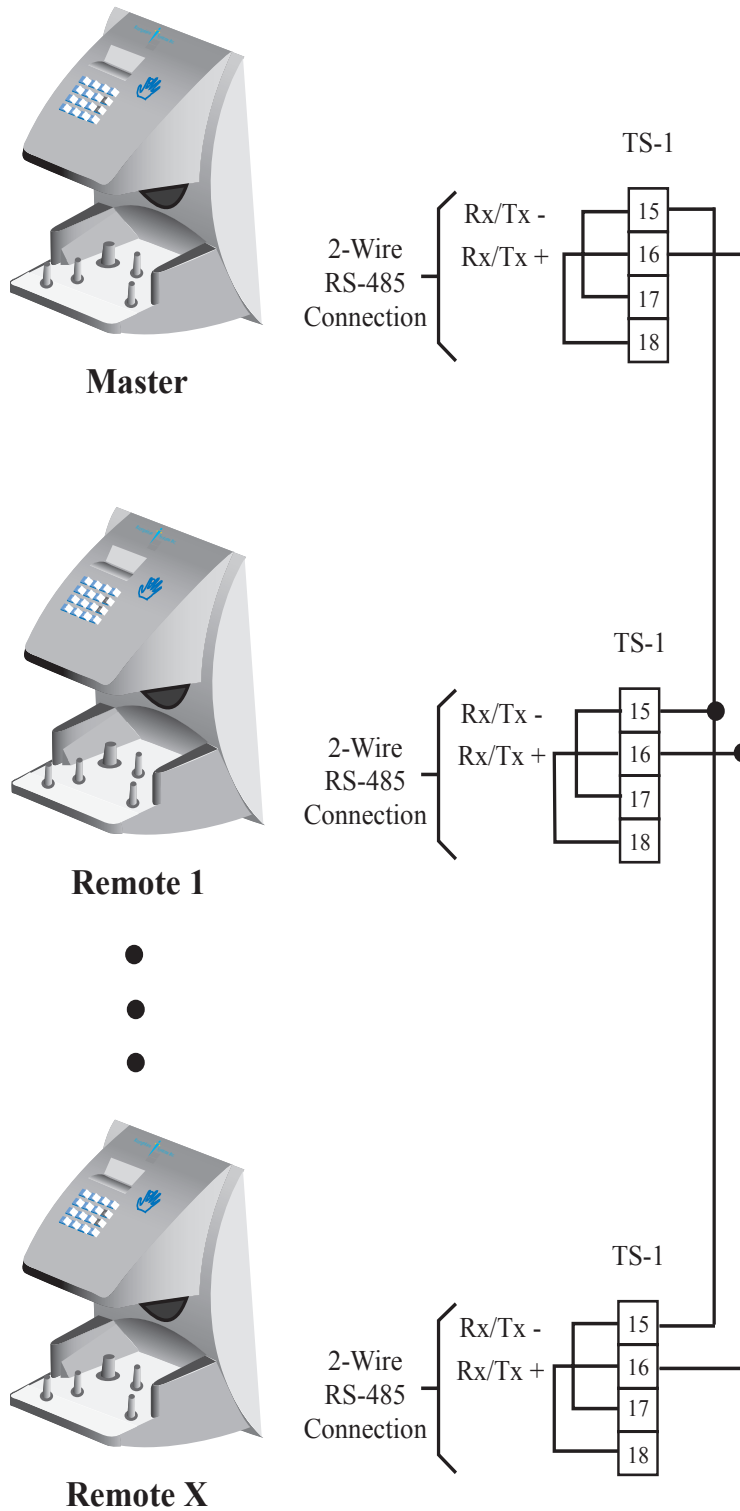 TS-1
Rx/Tx -
Rx/Tx +
2-Wire
RS-485
Connection
15
16
17
18
Master
TS-1
Rx/Tx -
Rx/Tx +
2-Wire
RS-485
Connection
15
16
17
18
Remote 1
TS-1
Rx/Tx -
Rx/Tx +
2-Wire
RS-485
Connection
15
16
17
18
Remote X